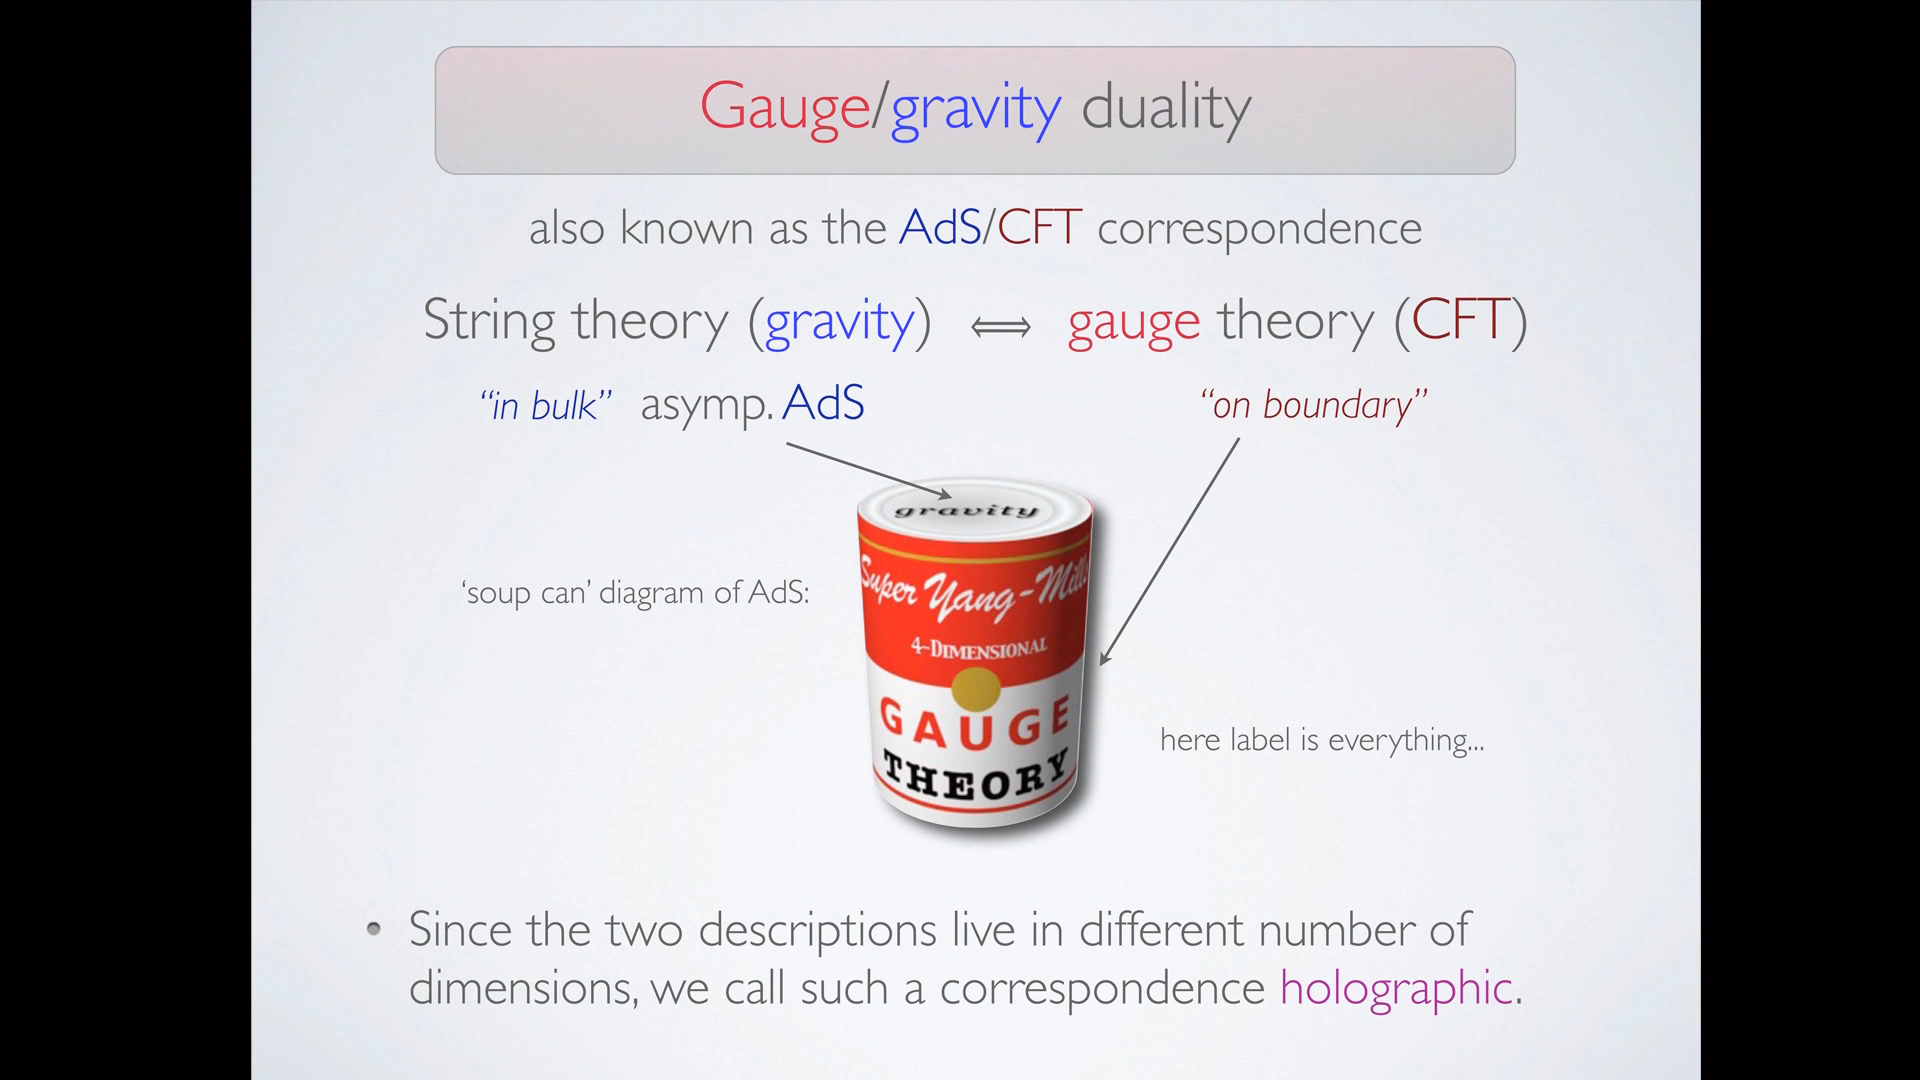 Gauge/gravity duality
also known as the AdS/CFT correspondence
String theory (gravity) ⟺ gauge theory (CFT)
“in bulk” asymp. AdS “on boundary”
gravity
Super Yang-Mills
‘soup can’ diagram of AdS:
4-DIMENSIONAL
GAUGE
here label is everything...
THEORY
• Since the two descriptions live in different number of
dimensions, we call such a correspondence holographic.